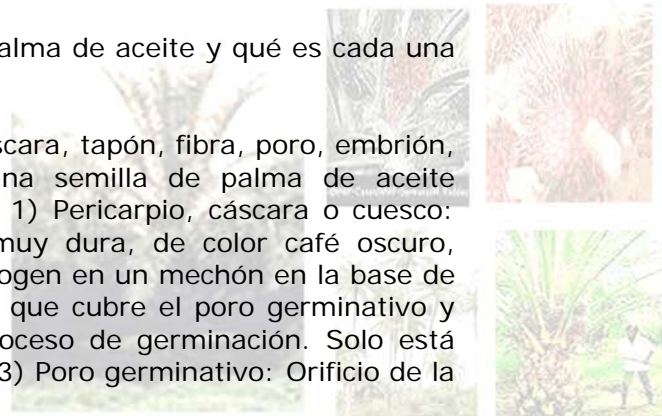 alma de aceite y qué es cada una
scara, tapón, fibra, poro, embrión,
na semilla de palma de aceite
1) Pericarpio, cáscara o cuesco:
muy dura, de color café oscuro,
ogen en un mechón en la base de
que cubre el poro germinativo y
oceso de germinación. Solo está
3) Poro germinativo: Orificio de la